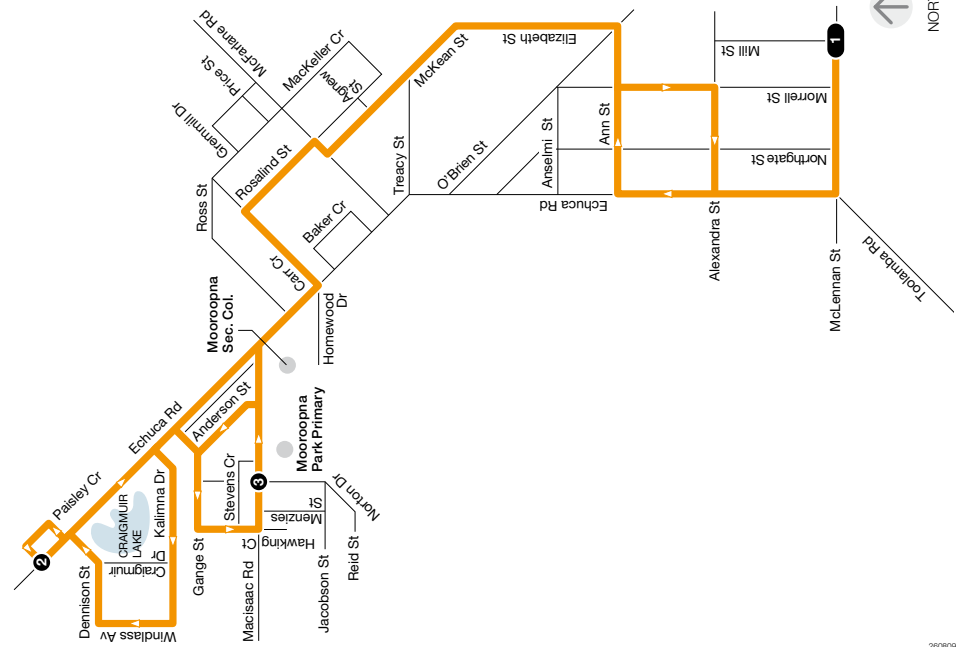 McFarlane Rd
Price St
Gremmill Dr
MacKeller Cr
Agnew
St
McKean St
Elizabeth St
Rosalind St
Ross St
Treacy St
O'Brien St
Anselmi St
Ann St
Mill St
Morrell St
Northgate St
1
NORT
Baker Cr
Carr Cr
Echuca Rd
Alexandra St
McLennan St
Toolamba Rd
Homewood
Dr
Mooroopna
Sec. Col.
Mooroopna
Park Primary
Anderson St
Echuca Rd
Paisley Cr
2
CRAIGMUIR
LAKE
Kalimna Dr
Craigmuir
Dr
Dennison St
Windlass Av
Gange St
Stevens Cr
3
Macisaac Rd
Hawking
Ct
Menzies
St
Norton Dr
Jacobson St
Reid St
260809